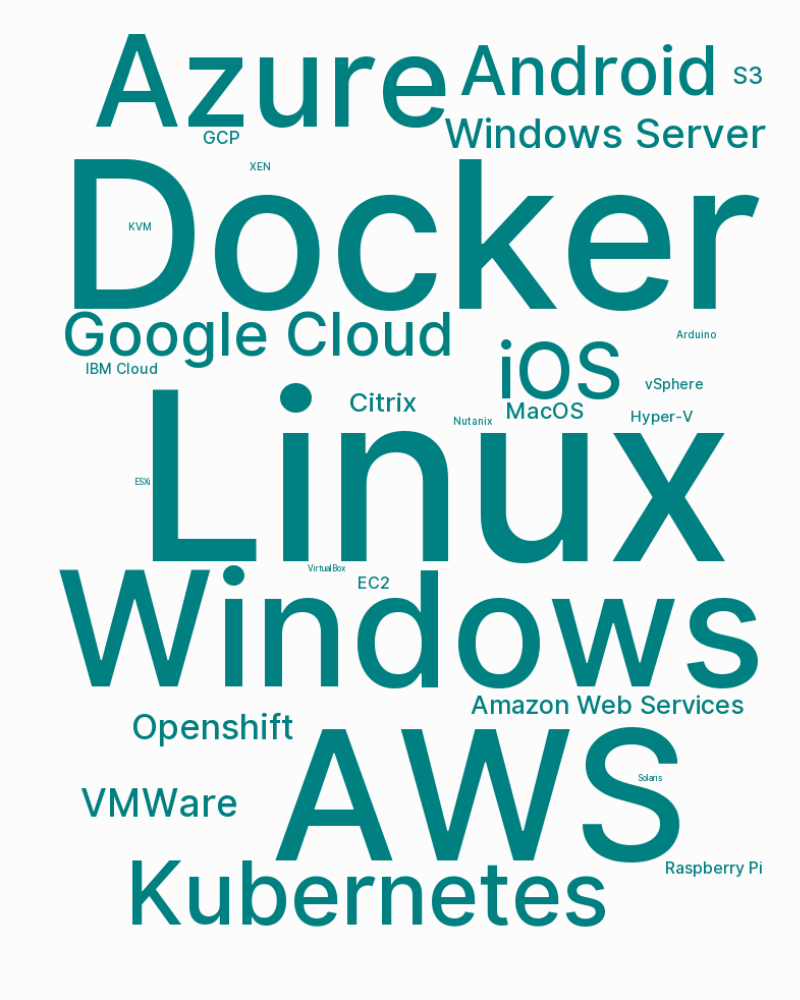 Azure
Android
S3
GCP
Windows Server
XEN
Docker
KVM
Google Cloud
Arduino
IBM Cloud
iOS
vSphere
Citrix
MacOS
Hyper-V
Nutanix
Linux
ESXi
VirtualBox
EC2
Windows
Amazon Web Services
Openshift
AWS
Solaris
VMWare
Raspberry Pi
Kubernetes